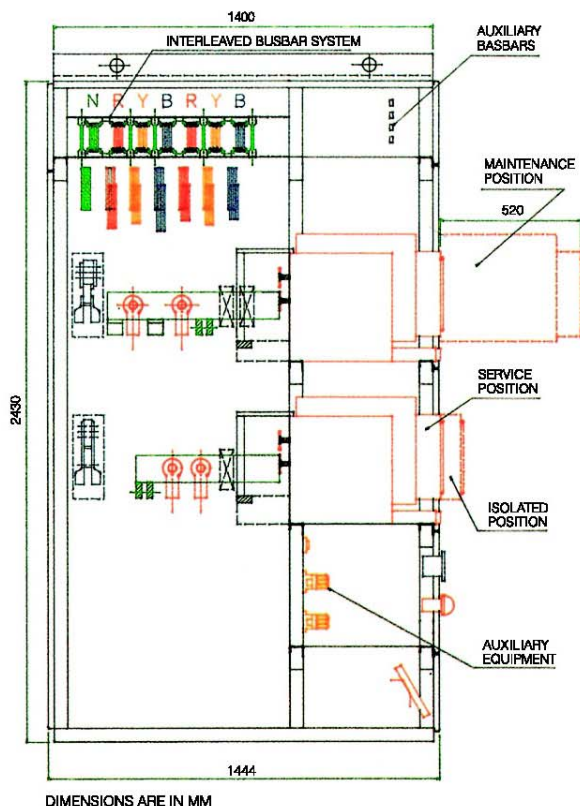 1400
INTERLEAVED BUSBAR SYSTEM
AUXILIARY
BASBARS
N R Y B R Y B
MAINTENANCE
POSITION
520
2430
SERVICE
POSITION
ISOLATED
POSITION
AUXILIARY
EQUIPMENT
1444
DIMENSIONS ARE IN MM